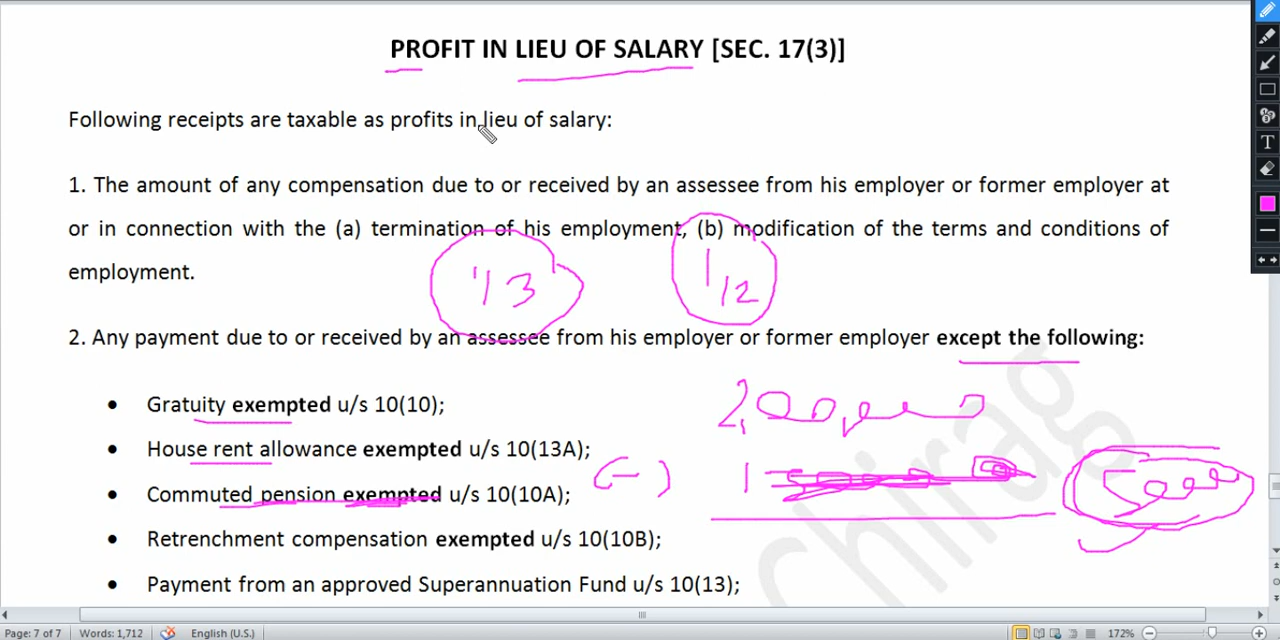 PROFIT IN LIEU OF SALARY [SEC. 17(3)]
Following receipts are taxable as profits in lieu of salary:
1. The amount of any compensation due to or received by an assessee from his employer or former employer at
or in connection with the (a) termination of his employment, (b) modification of the terms and conditions of
employment.
1/3
1/2
2. Any payment due to or received by an assessee from his employer or former employer except the following:
• Gratuity exempted u/s 10(10);
• House rent allowance exempted u/s 10(13A);
(-)
• Commuted pension exempted u/s 10(10A);
• Retrenchment compensation exempted u/s 10(10B);
• Payment from an approved Superannuation Fund u/s 10(13);
Chirag
T
Page: 7 of 7
Words: 1,712
English (U.S.)
172%